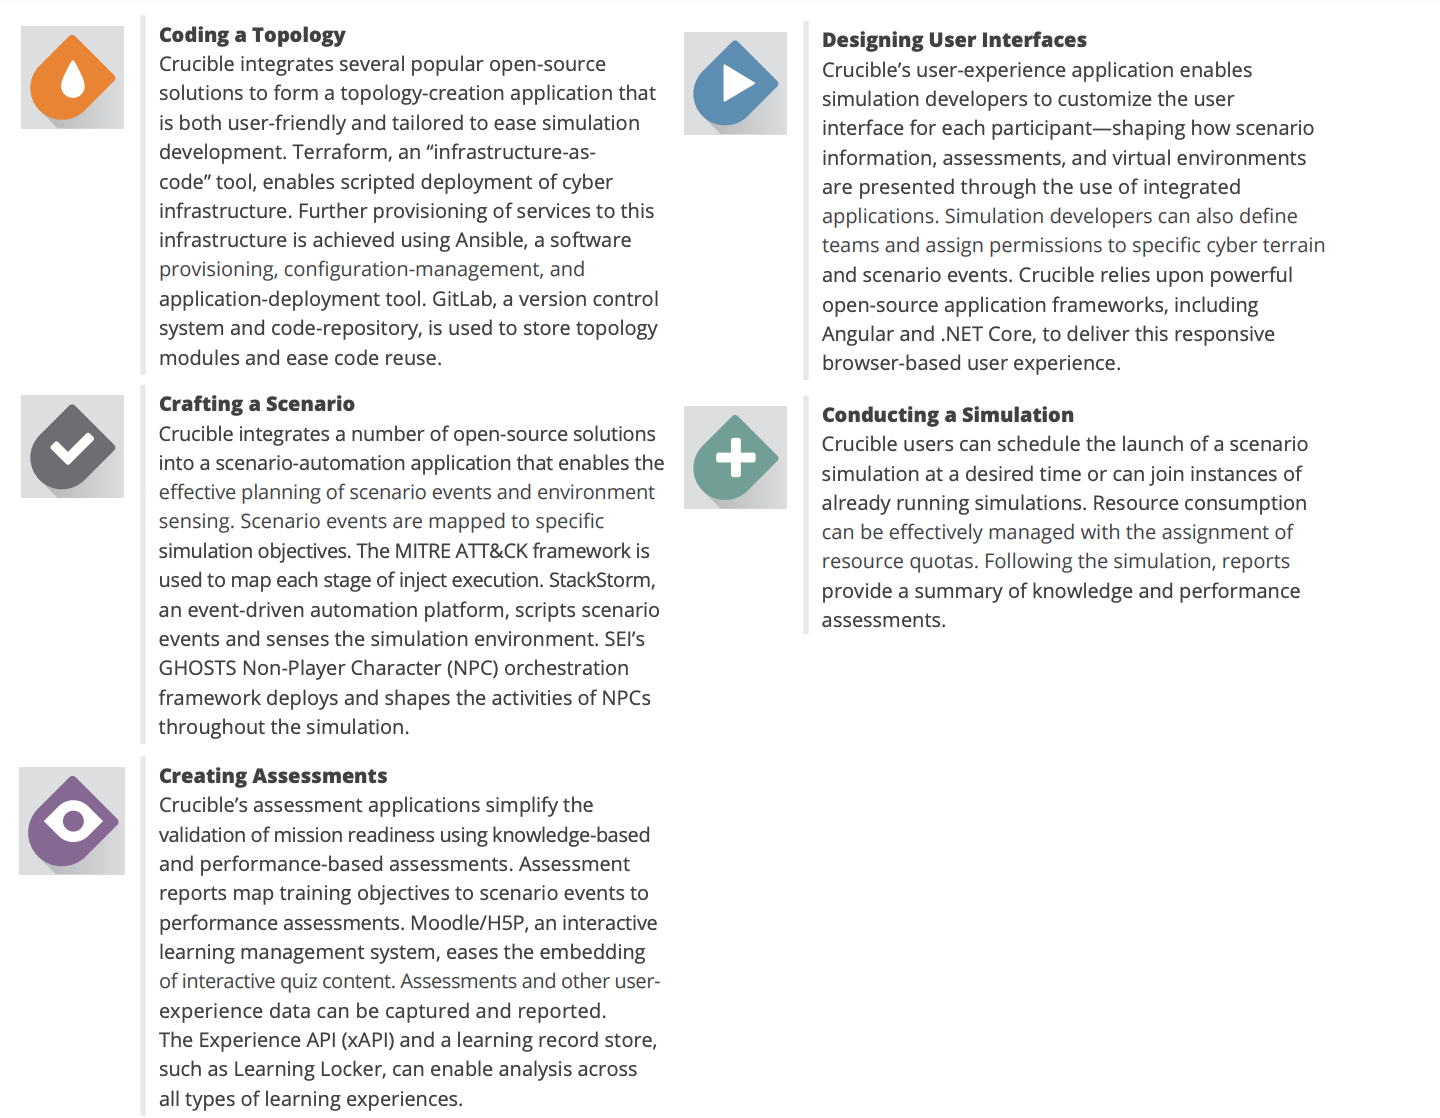 Coding a Topology
Crucible integrates several popular open-source
solutions to form a topology-creation application that
is both user-friendly and tailored to ease simulation
development. Terraform, an “infrastructure-as-
code” tool, enables scripted deployment of cyber
infrastructure. Further provisioning of services to this
infrastructure is achieved using Ansible, a software
provisioning, configuration-management, and
application-deployment tool. GitLab, a version control
system and code-repository, is used to store topology
modules and ease code reuse.
Crafting a Scenario
Crucible integrates a number of open-source solutions
into a scenario-automation application that enables the
effective planning of scenario events and environment
sensing. Scenario events are mapped to specific
simulation objectives. The MITRE ATT&CK framework is
used to map each stage of inject execution. StackStorm,
an event-driven automation platform, scripts scenario
events and senses the simulation environment. SEI’s
GHOSTS Non-Player Character (NPC) orchestration
framework deploys and shapes the activities of NPCs
throughout the simulation.
Creating Assessments
Crucible’s assessment applications simplify the
validation of mission readiness using knowledge-based
and performance-based assessments. Assessment
reports map training objectives to scenario events to
performance assessments. Moodle/H5P, an interactive
learning management system, eases the embedding
of interactive quiz content. Assessments and other user-
experience data can be captured and reported.
The Experience API (xAPI) and a learning record store,
such as Learning Locker, can enable analysis across
all types of learning experiences.
Designing User Interfaces
Crucible’s user-experience application enables
simulation developers to customize the user
interface for each participant—shaping how scenario
information, assessments, and virtual environments
are presented through the use of integrated
applications. Simulation developers can also define
teams and assign permissions to specific cyber terrain
and scenario events. Crucible relies upon powerful
open-source application frameworks, including
Angular and .NET Core, to deliver this responsive
browser-based user experience.
Conducting a Simulation
Crucible users can schedule the launch of a scenario
simulation at a desired time or can join instances of
already running simulations. Resource consumption
can be effectively managed with the assignment of
resource quotas. Following the simulation, reports
provide a summary of knowledge and performance
assessments.